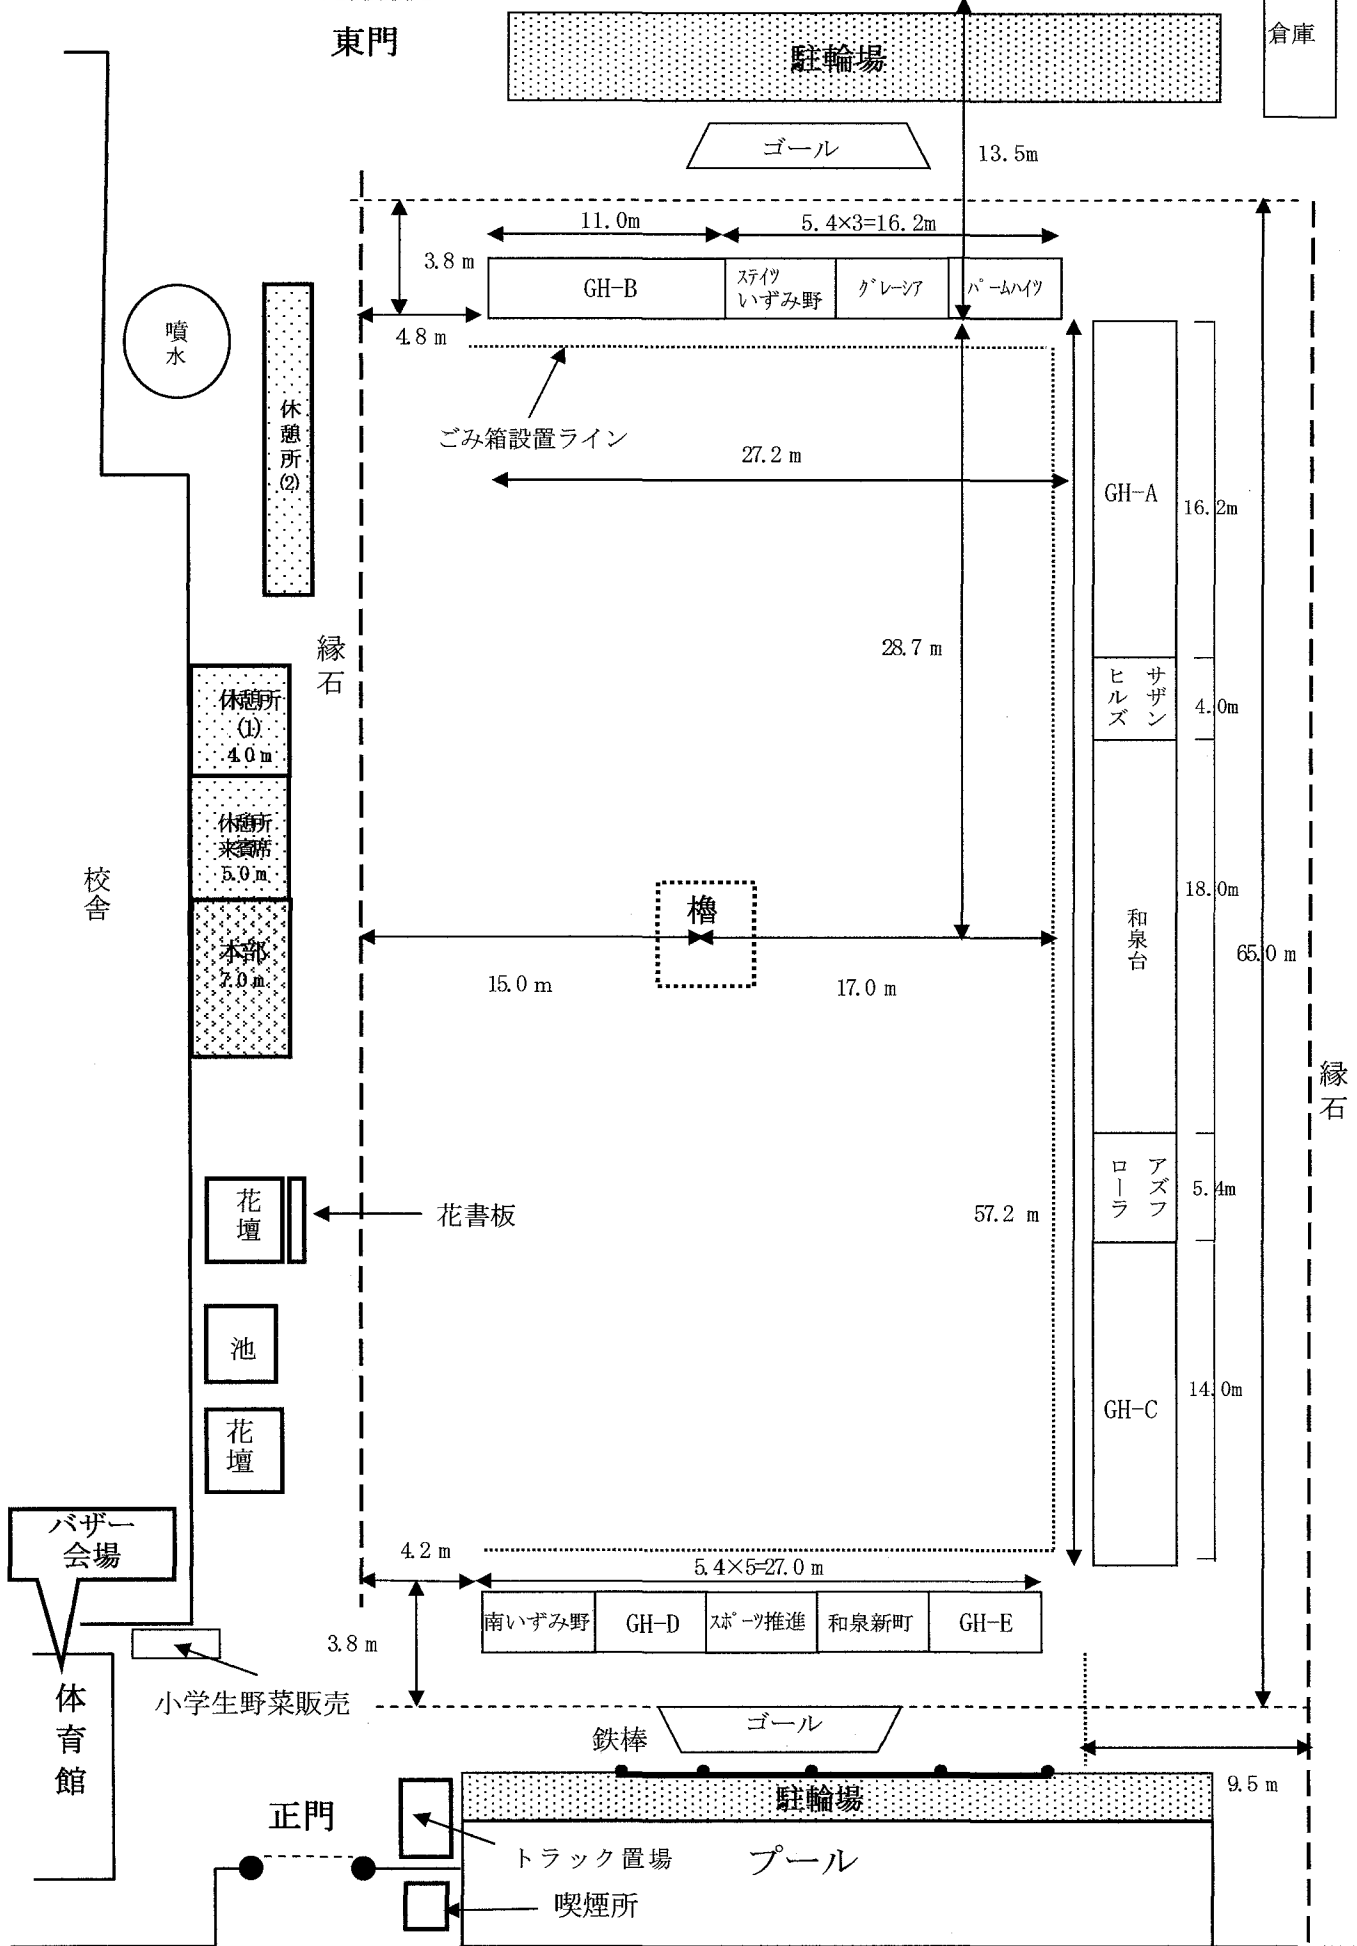 東門
駐輪場
倉庫
ゴール
13.5m
11.0m
5.4×3=16.2m
3.8 m
GH-B
ステイツ
いずみ野
グレーシア
パームハイツ
4.8 m
噴水
休憩所(2)
ごみ箱設置ライン
27.2 m
GH-A
16.2m
28.7 m
縁石
サザン
ヒルズ
4.0m
休憩所
(1)
4.0 m
休憩所
来賓席
5.0 m
校舎
本部
7.0 m
櫓
15.0 m
17.0 m
和泉台
18.0m
65.0 m
縁石
アズフ
ローラ
5.4m
花壇
花書板
57.2 m
池
花壇
GH-C
14.0m
バザー
会場
4.2 m
5.4×5=27.0 m
南いずみ野
GH-D
スポーツ推進
和泉新町
GH-E
3.8 m
小学生野菜販売
体育館
鉄棒
ゴール
9.5 m
駐輪場
正門
トラック置場
プール
喫煙所